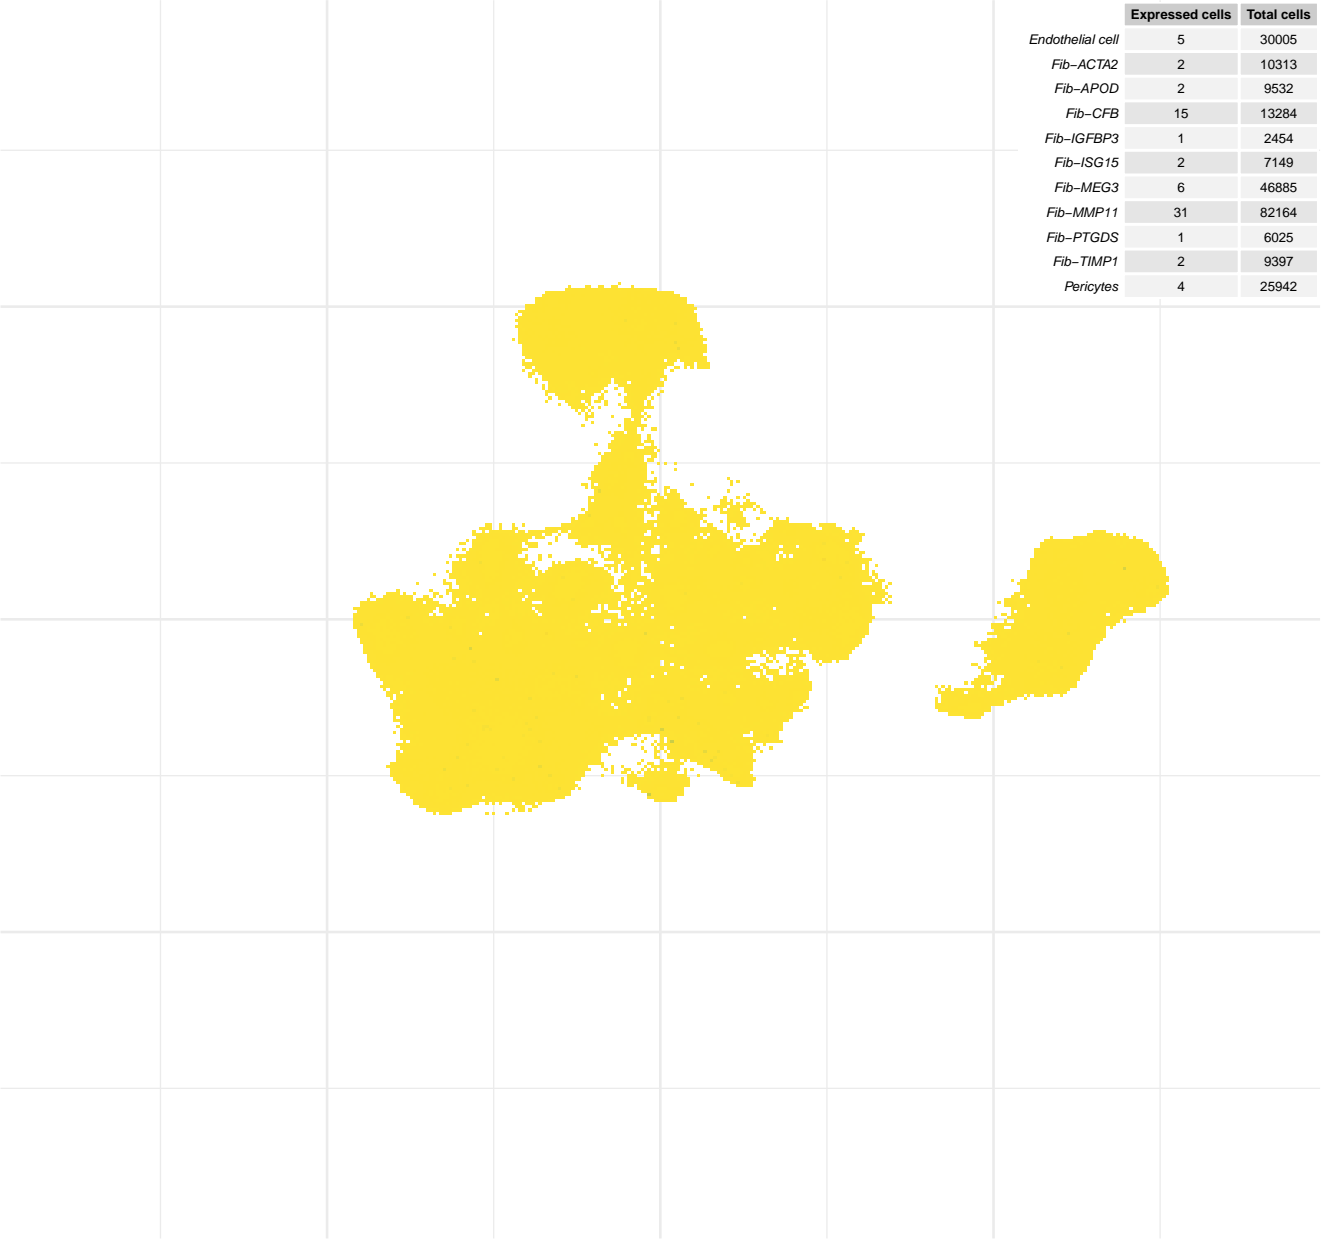 Expressed cells Total cells
Endothelial cell 5 30005
Fib−ACTA2 2 10313
Fib−APOD 2 9532
Fib−CFB 15 13284
Fib−IGFBP3 1 2454
Fib−ISG15 2 7149
Fib−MEG3 6 46885
Fib−MMP11 31 82164
Fib−PTGDS 1 6025
Fib−TIMP1 2 9397
Pericytes 4 25942